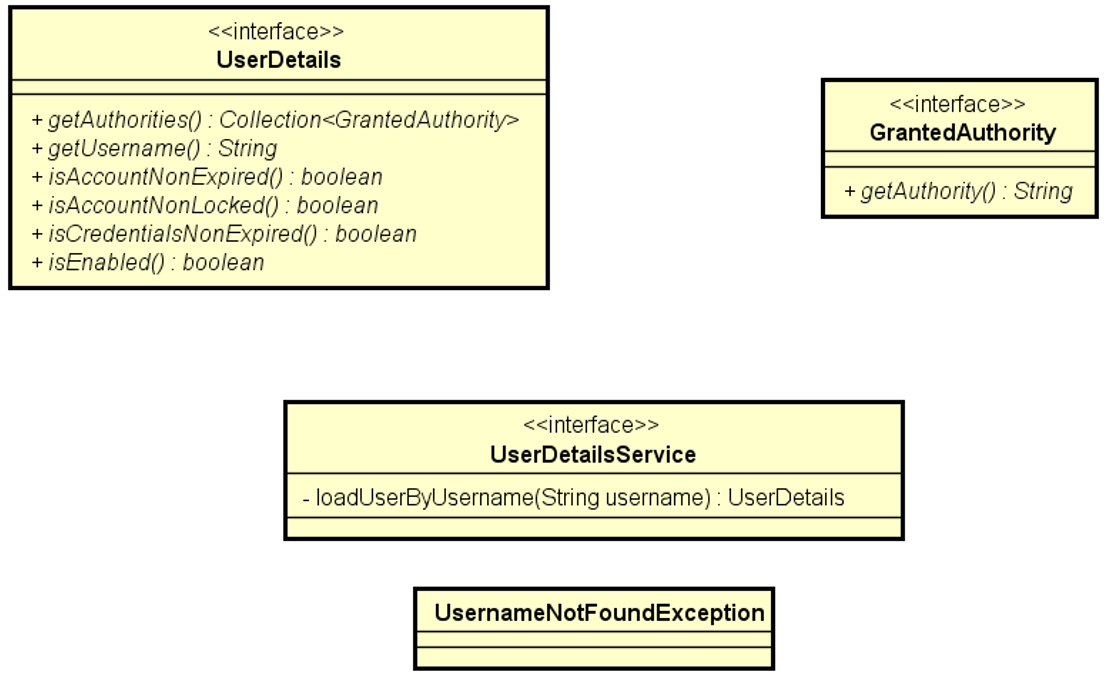 <<interface>>
UserDetails
+ getAuthorities() : Collection<GrantedAuthority>
+ getUsername() : String
+ isAccountNonExpired() : boolean
+ isAccountNonLocked() : boolean
+ isCredentialsNonExpired() : boolean
+ isEnabled() : boolean
<<interface>>
GrantedAuthority
+ getAuthority() : String
<<interface>>
UserDetailsService
- loadUserByUsername(String username) : UserDetails
UsernameNotFoundException